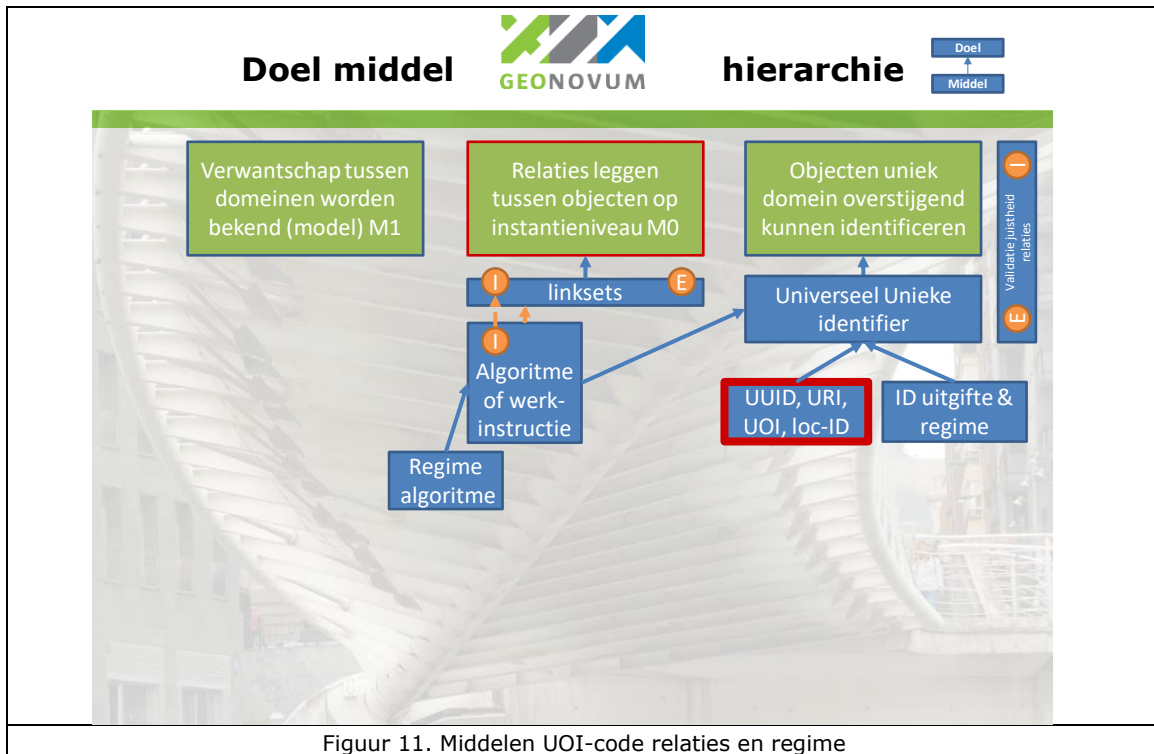 Doel middel
GEONOVUM
hierarchie
Doel
Middel
Verwantschap tussen
domeinen worden
bekend (model) M1
Relaties leggen
tussen objecten op
instantieniveau M0
Objecten uniek
domein overstijgend
kunnen identificeren
I
Validatie juistheid
relaties
E
I
linksets
E
Universeel Unieke
identifier
I
Algoritme
of werk-
instructie
UUID, URI,
UOI, loc-ID
ID uitgifte &
regime
Regime
algoritme
Figuur 11. Middelen UOI-code relaties en regime